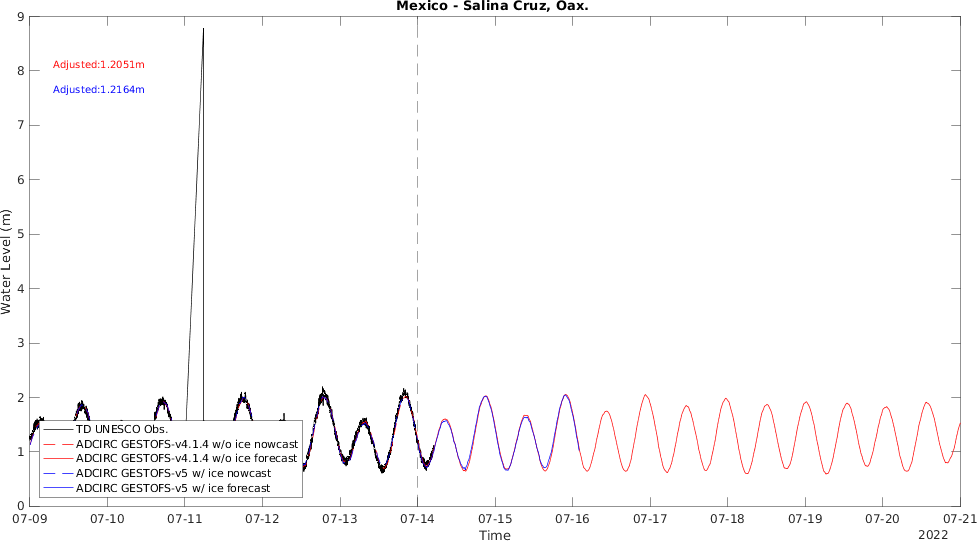 Mexico - Salina Cruz, Oax.
9
8
7
6
5
4
3
2
1
0
Water Level (m)
Adjusted:1.2051m
Adjusted:1.2164m
TD UNESCO Obs.
ADCIRC GESTOFS-v4.1.4 w/o ice nowcast
ADCIRC GESTOFS-v4.1.4 w/o ice forecast
ADCIRC GESTOFS-v5 w/ ice nowcast
ADCIRC GESTOFS-v5 w/ ice forecast
07-09 07-10 07-11 07-12 07-13 07-14 07-15 07-16 07-17 07-18 07-19 07-20 07-21
Time
2022